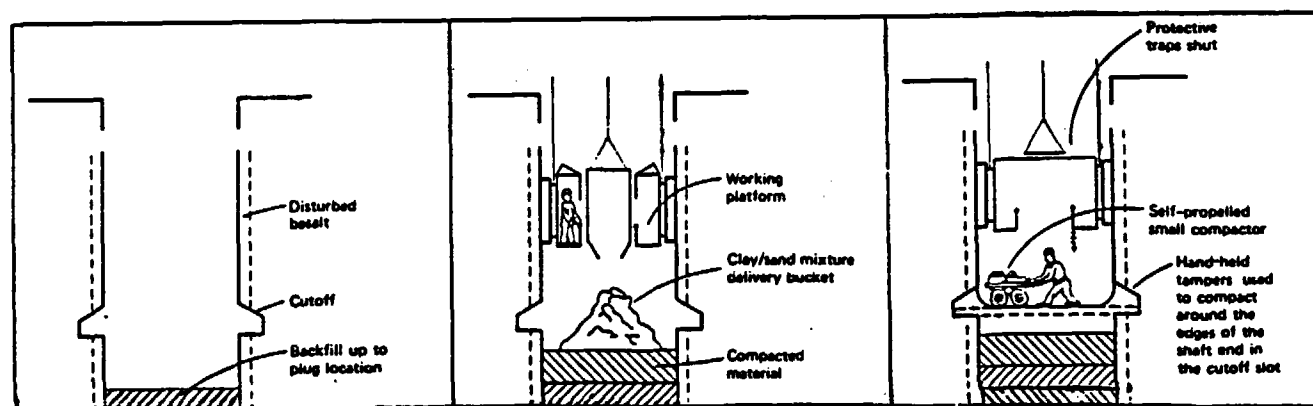 Disturbed
basalt
Cutoff
Backfill up to
plug location
Working
platform
Clay/sand mixture
delivery bucket
Compacted
material
Protective
traps shut
Self-propelled
small compactor
Hand-held
tampers used
to compact
around the
edges of the
shaft end in
the cutoff slot